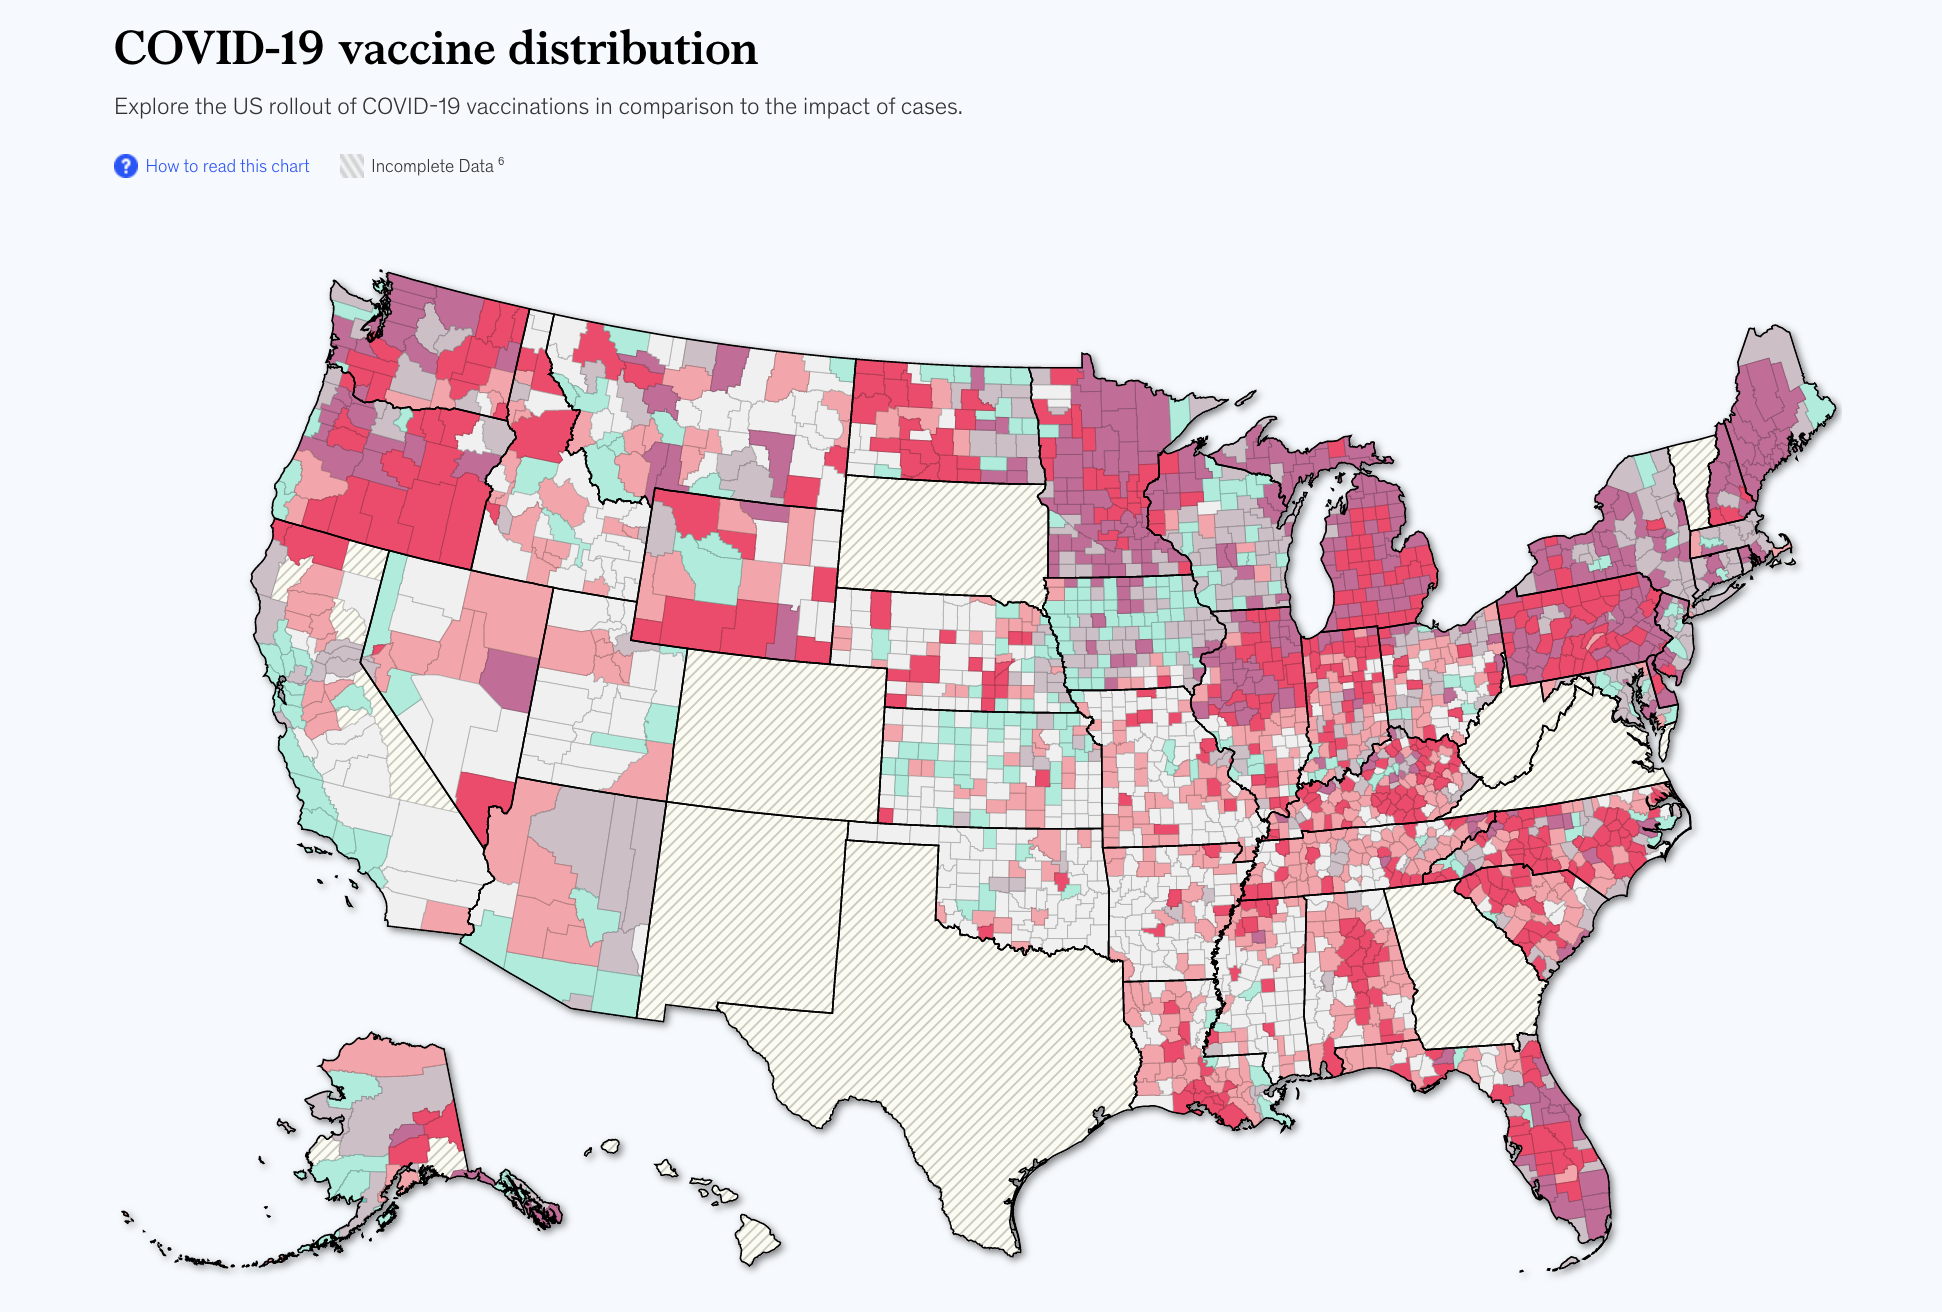 COVID-19 vaccine distribution
Explore the US rollout of COVID-19 vaccinations in comparison to the impact of cases.
? How to read this chart Incomplete Data 6